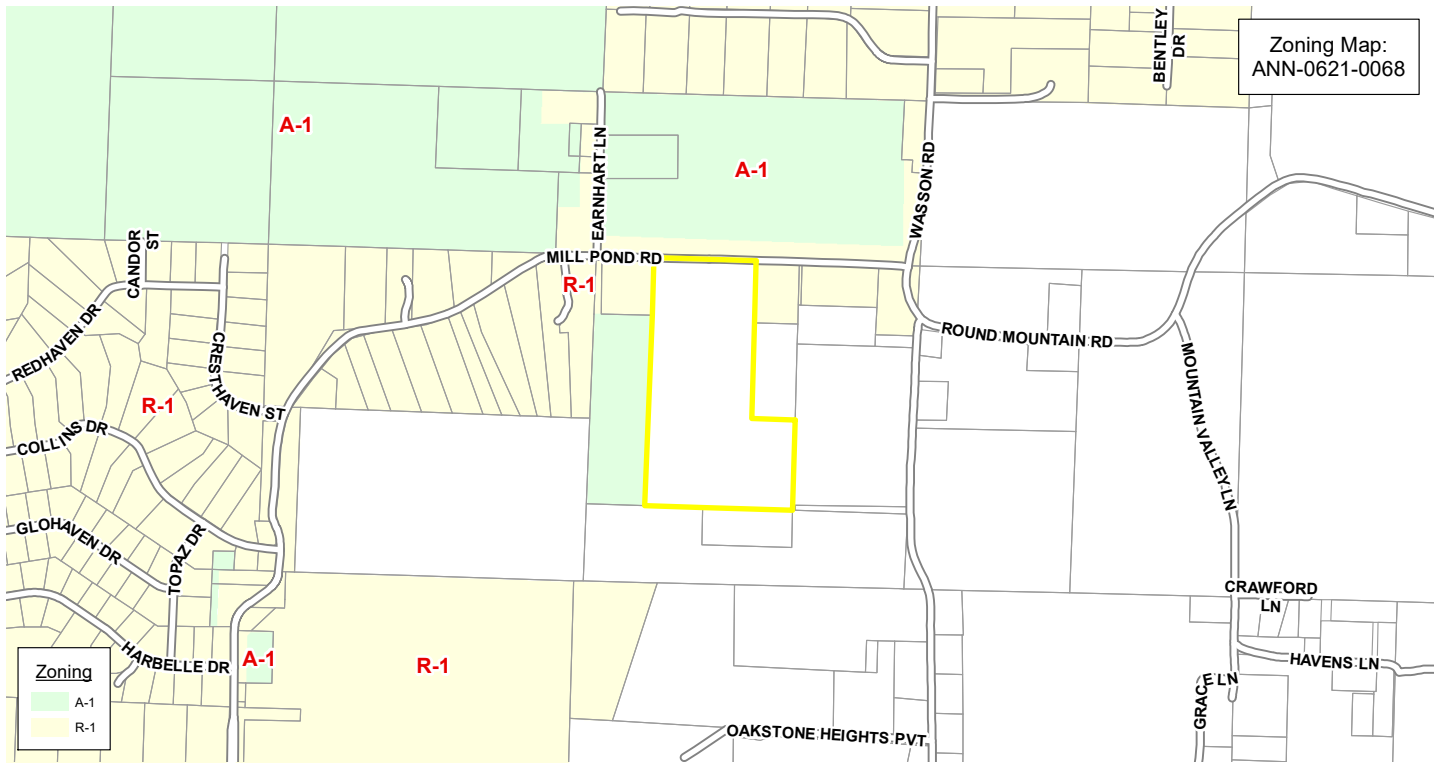 Zoning Map:
ANN-0621-0068
BENTLEY
DR
A-1
A-1
EARNHART LN
WASSON RD
CANDOR
ST
MILL POND RD
R-1
REDHAVEN DR
CRESTHAVEN ST
ROUND MOUNTAIN RD
MOUNTAIN VALLEY LN
R-1
COLLINS DR
GLOHAVEN DR
TOPAZ DR
CRAWFORD
LN
HARBELLE DR
A-1
R-1
HAVENS LN
GRACE LN
OAKSTONE HEIGHTS PVT
Zoning
A-1
R-1